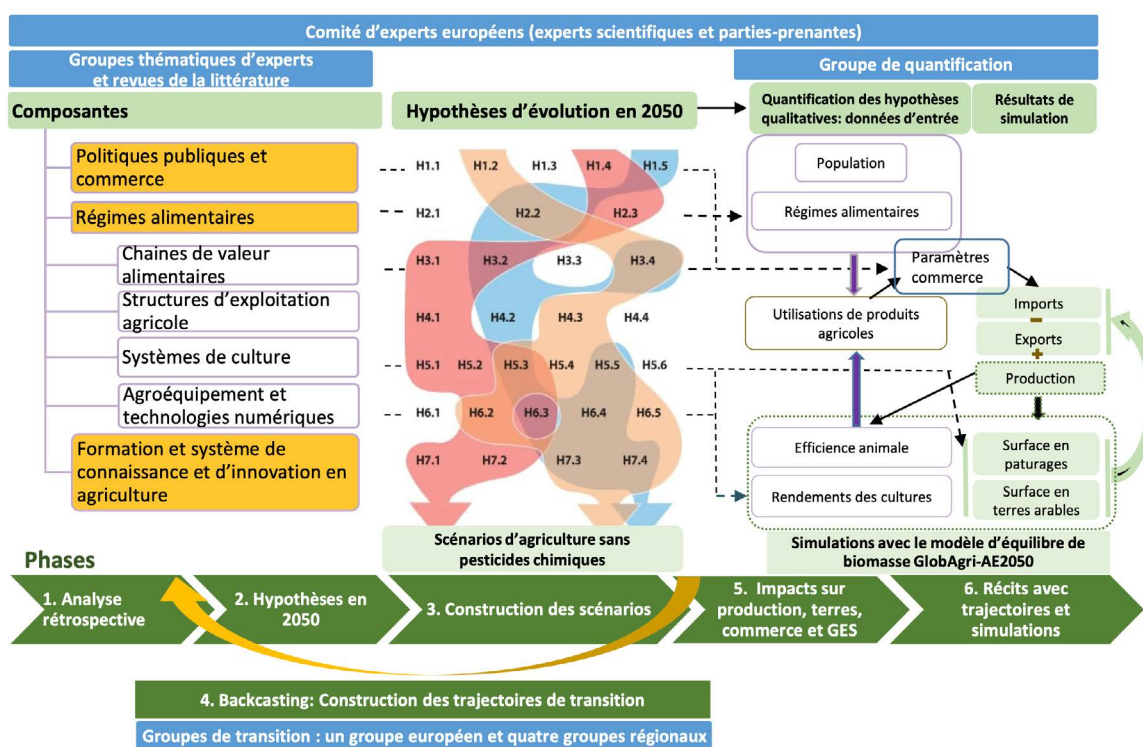 Comité d'experts européens (experts scientifiques et parties-prenantes)
Groupes thématiques d'experts
et revues de la littérature
Groupe de quantification
Composantes
Hypothèses d'évolution en 2050
Quantification des hypothèses
qualitatives: données d'entrée
Résultats de
simulation
Politiques publiques et
commerce
Régimes alimentaires
Chaines de valeur
alimentaires
Structures d'exploitation
agricole
Systèmes de culture
Agroéquipement et
technologies numériques
Formation et système de
connaissance et d'innovation en
agriculture
H1.1 H1.2 H1.3 H1.4 H1.5
H2.1 H2.2 H2.3
H3.1 H3.2 H3.3 H3.4
H4.1 H4.2 H4.3 H4.4
H5.1 H5.2 H5.3 H5.4 H5.5 H5.6
H6.1 H6.2 H6.3 H6.4 H6.5
H7.1 H7.2 H7.3 H7.4
Population
Régimes alimentaires
Paramètres
commerce
Utilisations de produits
agricoles
Imports
Exports
Production
Efficience animale
Rendements des cultures
Surface en
paturages
Surface en
terres arables
Scénarios d'agriculture sans
pesticides chimiques
Simulations avec le modèle d'équilibre de
biomasse GlobAgri-AE2050
Phases
1. Analyse
rétrospective
2. Hypothèses en
2050
3. Construction des scénarios
5. Impacts sur
production, terres,
commerce et GES
6. Récits avec
trajectoires et
simulations
4. Backcasting: Construction des trajectoires de transition
Groupes de transition : un groupe européen et quatre groupes régionaux